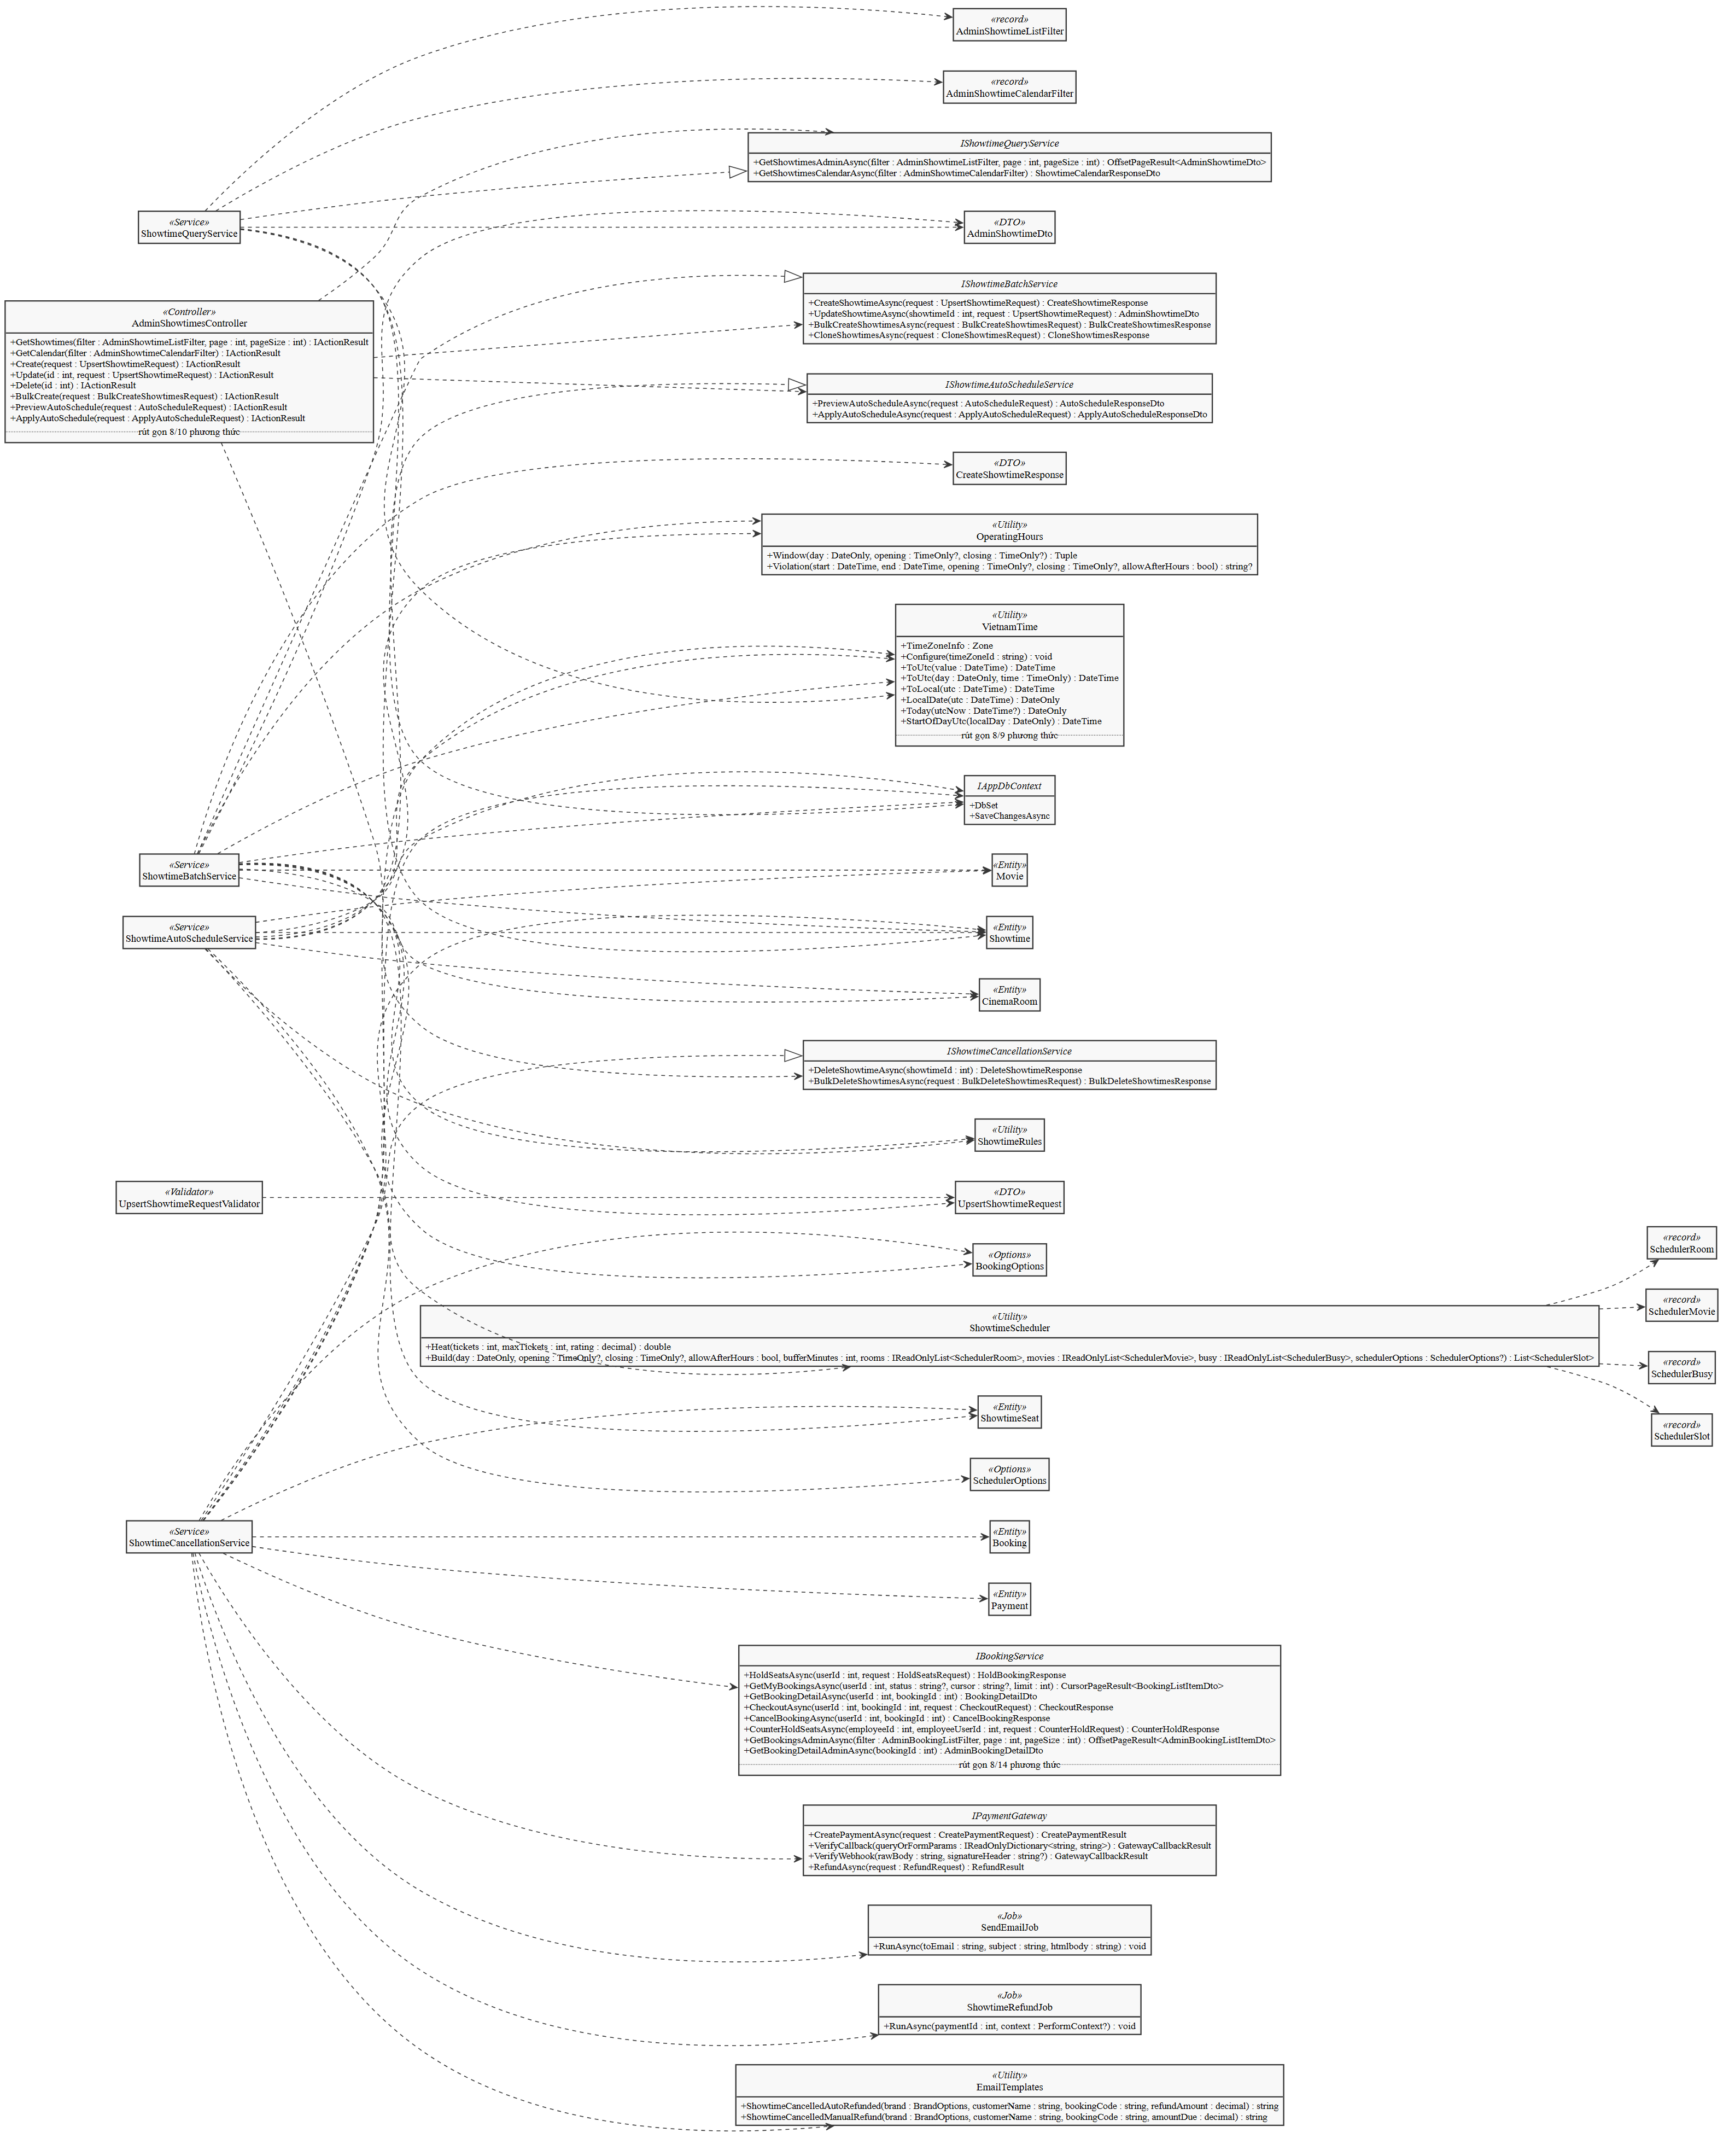 «record»
AdminShowtimeListFilter
«record»
AdminShowtimeCalendarFilter
IShowtimeQueryService
+GetShowtimesAdminAsync(filter : AdminShowtimeListFilter, page : int, pageSize : int) : OffsetPageResult<AdminShowtimeDto>
+GetShowtimesCalendarAsync(filter : AdminShowtimeCalendarFilter) : ShowtimeCalendarResponseDto
«Service»
ShowtimeQueryService
«DTO»
AdminShowtimeDto
«Controller»
AdminShowtimesController
+GetShowtimes(filter : AdminShowtimeListFilter, page : int, pageSize : int) : IActionResult
+GetCalendar(filter : AdminShowtimeCalendarFilter) : IActionResult
+Create(request : UpsertShowtimeRequest) : IActionResult
+Update(id : int, request : UpsertShowtimeRequest) : IActionResult
+Delete(id : int) : IActionResult
+BulkCreate(request : BulkCreateShowtimesRequest) : IActionResult
+PreviewAutoSchedule(request : AutoScheduleRequest) : IActionResult
+ApplyAutoSchedule(request : ApplyAutoScheduleRequest) : IActionResult
rút gọn 8/10 phương thức
IShowtimeBatchService
+CreateShowtimeAsync(request : UpsertShowtimeRequest) : CreateShowtimeResponse
+UpdateShowtimeAsync(showtimeId : int, request : UpsertShowtimeRequest) : AdminShowtimeDto
+BulkCreateShowtimesAsync(request : BulkCreateShowtimesRequest) : BulkCreateShowtimesResponse
+CloneShowtimesAsync(request : CloneShowtimesRequest) : CloneShowtimesResponse
IShowtimeAutoScheduleService
+PreviewAutoScheduleAsync(request : AutoScheduleRequest) : AutoScheduleResponseDto
+ApplyAutoScheduleAsync(request : ApplyAutoScheduleRequest) : ApplyAutoScheduleResponseDto
«DTO»
CreateShowtimeResponse
«Utility»
OperatingHours
+Window(day : DateOnly, opening : TimeOnly?, closing : TimeOnly?) : Tuple
+Violation(start : DateTime, end : DateTime, opening : TimeOnly?, closing : TimeOnly?, allowAfterHours : bool) : string?
«Utility»
VietnamTime
+TimeZoneInfo : Zone
+Configure(timeZoneId : string) : void
+ToUtc(value : DateTime) : DateTime
+ToUtc(day : DateOnly, time : TimeOnly) : DateTime
+ToLocal(utc : DateTime) : DateTime
+LocalDate(utc : DateTime) : DateOnly
+Today(utcNow : DateTime?) : DateOnly
+StartOfDayUtc(localDay : DateOnly) : DateTime
rút gọn 8/9 phương thức
IAppDbContext
+DbSet
+SaveChangesAsync
«Service»
ShowtimeBatchService
«Entity»
Movie
«Service»
ShowtimeAutoScheduleService
«Entity»
Showtime
«Entity»
CinemaRoom
IShowtimeCancellationService
+DeleteShowtimeAsync(showtimeId : int) : DeleteShowtimeResponse
+BulkDeleteShowtimesAsync(request : BulkDeleteShowtimesRequest) : BulkDeleteShowtimesResponse
«Utility»
ShowtimeRules
«Validator»
UpsertShowtimeRequestValidator
«DTO»
UpsertShowtimeRequest
«Options»
BookingOptions
«record»
SchedulerRoom
«record»
SchedulerMovie
«Utility»
ShowtimeScheduler
+Heat(tickets : int, maxTickets : int, rating : decimal) : double
+Build(day : DateOnly, opening : TimeOnly?, closing : TimeOnly?, allowAfterHours : bool, bufferMinutes : int, rooms : IReadOnlyList<SchedulerRoom>, movies : IReadOnlyList<SchedulerMovie>, busy : IReadOnlyList<SchedulerBusy>, schedulerOptions : SchedulerOptions?) : List<SchedulerSlot>
«record»
SchedulerBusy
«record»
SchedulerSlot
«Entity»
ShowtimeSeat
«Options»
SchedulerOptions
«Service»
ShowtimeCancellationService
«Entity»
Booking
«Entity»
Payment
IBookingService
+HoldSeatsAsync(userId : int, request : HoldSeatsRequest) : HoldBookingResponse
+GetMyBookingsAsync(userId : int, status : string?, cursor : string?, limit : int) : CursorPageResult<BookingListItemDto>
+GetBookingDetailAsync(userId : int, bookingId : int) : BookingDetailDto
+CheckoutAsync(userId : int, bookingId : int, request : CheckoutRequest) : CheckoutResponse
+CancelBookingAsync(userId : int, bookingId : int) : CancelBookingResponse
+CounterHoldSeatsAsync(employeeId : int, employeeUserId : int, request : CounterHoldRequest) : CounterHoldResponse
+GetBookingsAdminAsync(filter : AdminBookingListFilter, page : int, pageSize : int) : OffsetPageResult<AdminBookingListItemDto>
+GetBookingDetailAdminAsync(bookingId : int) : AdminBookingDetailDto
rút gọn 8/14 phương thức
IPaymentGateway
+CreatePaymentAsync(request : CreatePaymentRequest) : CreatePaymentResult
+VerifyCallback(queryOrFormParams : IReadOnlyDictionary<string, string>) : GatewayCallbackResult
+VerifyWebhook(rawBody : string, signatureHeader : string?) : GatewayCallbackResult
+RefundAsync(request : RefundRequest) : RefundResult
«Job»
SendEmailJob
+RunAsync(toEmail : string, subject : string, htmlbody : string) : void
«Job»
ShowtimeRefundJob
+RunAsync(paymentId : int, context : PerformContext?) : void
«Utility»
EmailTemplates
+ShowtimeCancelledAutoRefunded(brand : BrandOptions, customerName : string, bookingCode : string, refundAmount : decimal) : string
+ShowtimeCancelledManualRefund(brand : BrandOptions, customerName : string, bookingCode : string, amountDue : decimal) : string